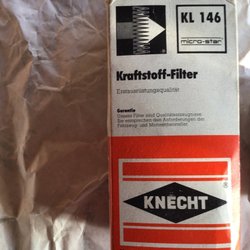 KL 146
micro-star
Kraftstoff-Filter
Erstausrüstungsqualität
Garantie
Unsere Filter sind Qualitätserzeugnisse
Sie entsprechen den Anforderungen der
Fahrzeug- und Motorenhersteller.
®
KNECHT